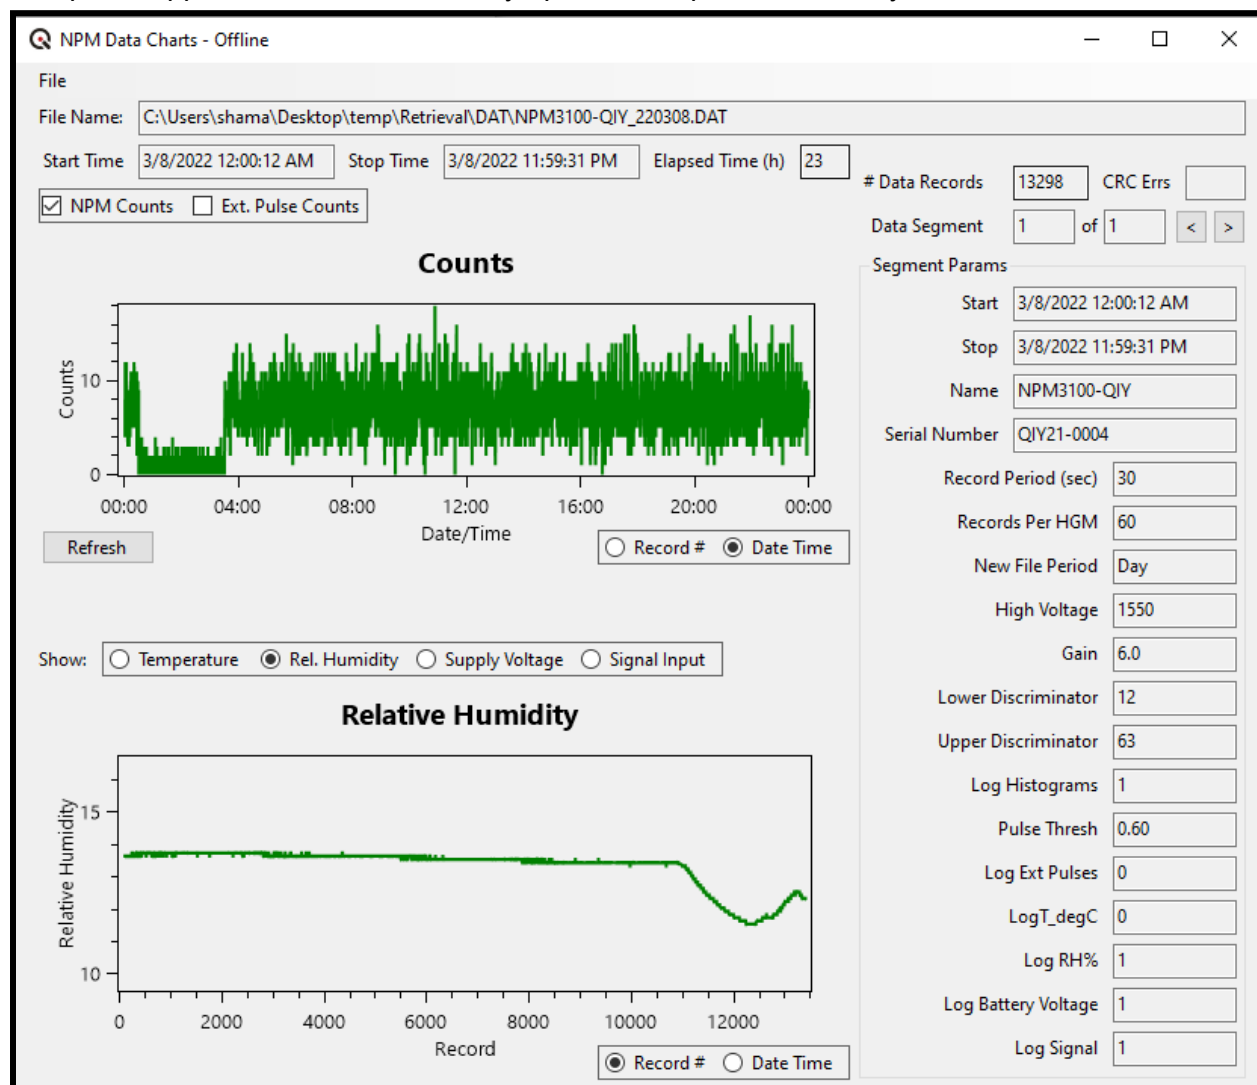 NPM Data Charts - Offline
File
File Name: C:\Users\shama\Desktop\temp\Retrieval\DAT\NPM3100-QIY_220308.DAT
Start Time 3/8/2022 12:00:12 AM Stop Time 3/8/2022 11:59:31 PM Elapsed Time (h) 23
# Data Records 13298 CRC Errs
NPM Counts Ext. Pulse Counts
Data Segment 1 of 1 < >
Counts
Counts
10
0
00:00 04:00 08:00 12:00 16:00 20:00 00:00
Date/Time
Refresh
Record # Date Time
Segment Params
Start 3/8/2022 12:00:12 AM
Stop 3/8/2022 11:59:31 PM
Name NPM3100-QIY
Serial Number QIY21-0004
Record Period (sec) 30
Records Per HGM 60
New File Period Day
High Voltage 1550
Gain 6.0
Lower Discriminator 12
Upper Discriminator 63
Log Histograms 1
Pulse Thresh 0.60
Log Ext Pulses 0
LogT_degC 0
Log RH% 1
Log Battery Voltage 1
Log Signal 1
Show: Temperature Rel. Humidity Supply Voltage Signal Input
Relative Humidity
Relative Humidity
15
10
0 2000 4000 6000 8000 10000 12000
Record
Record # Date Time